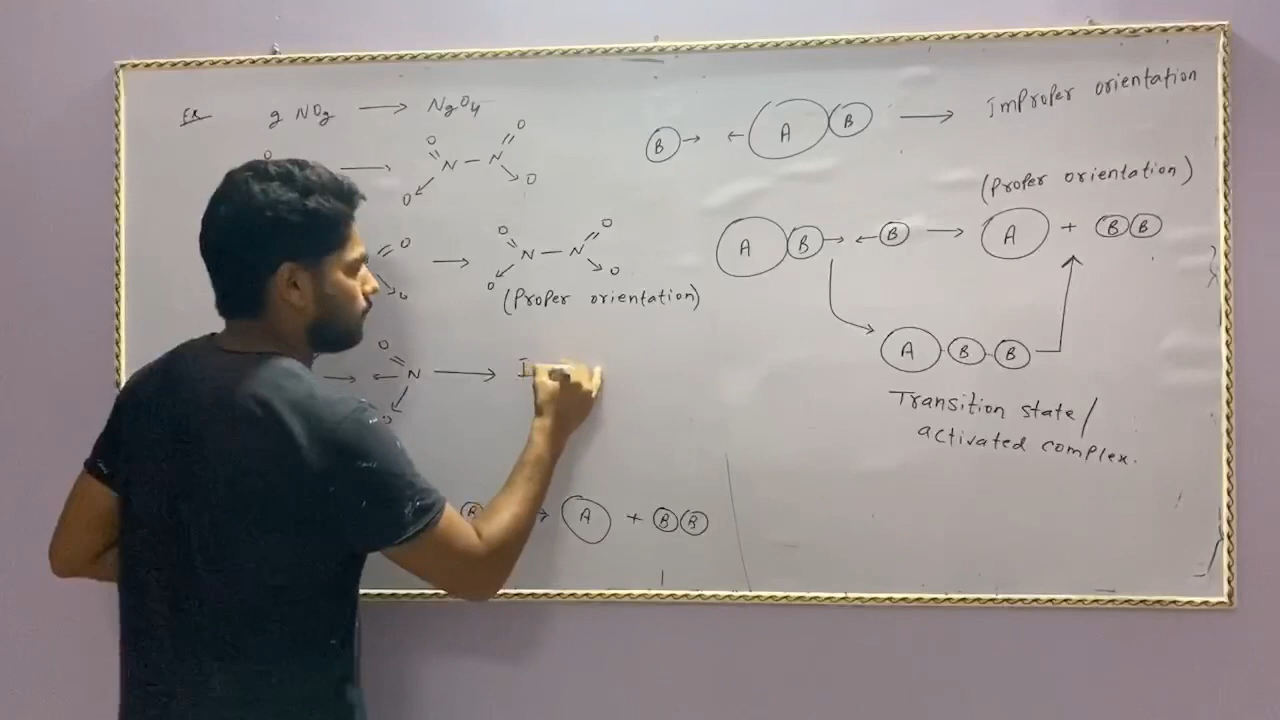 Ex 2 NO2 → N2O4
O
→ O N — N O
O O
O
→ O N — N O
O
O O
(Proper orientation)
O
→ ← N → I
O
B → A + B B
B → ← A B → Improper orientation
(Proper orientation)
A B → ← B → A + B B
A B B
Transition state/
activated complex.